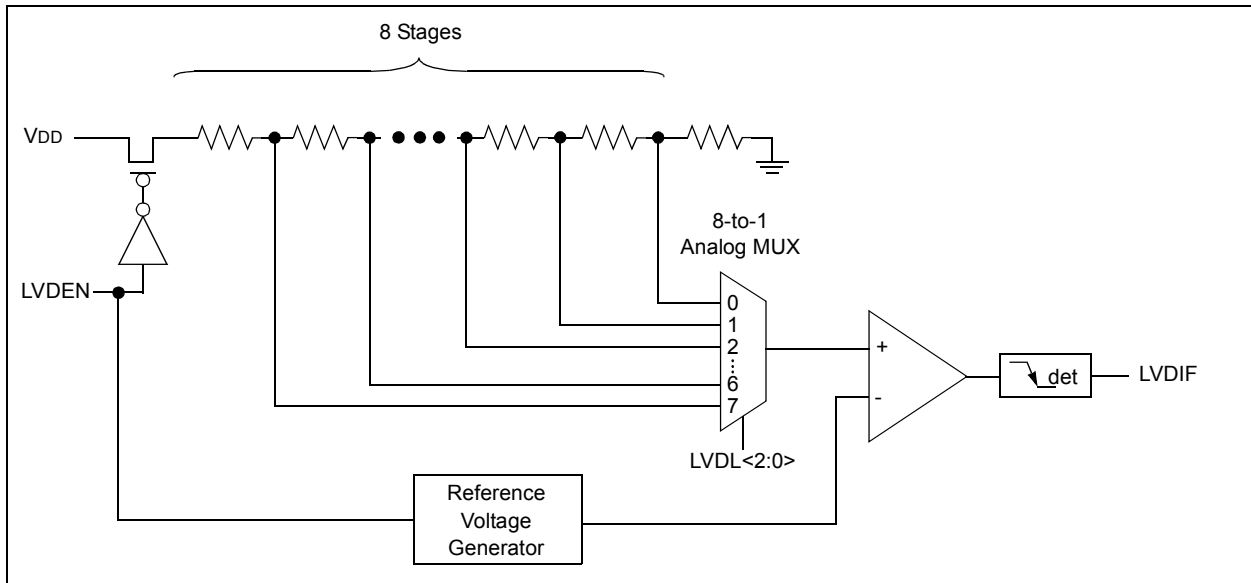 8 Stages
VDD
8-to-1
Analog MUX
LVDEN
0
1
2
6
7
+
-
det
LVDIF
LVDL<2:0>
Reference
Voltage
Generator